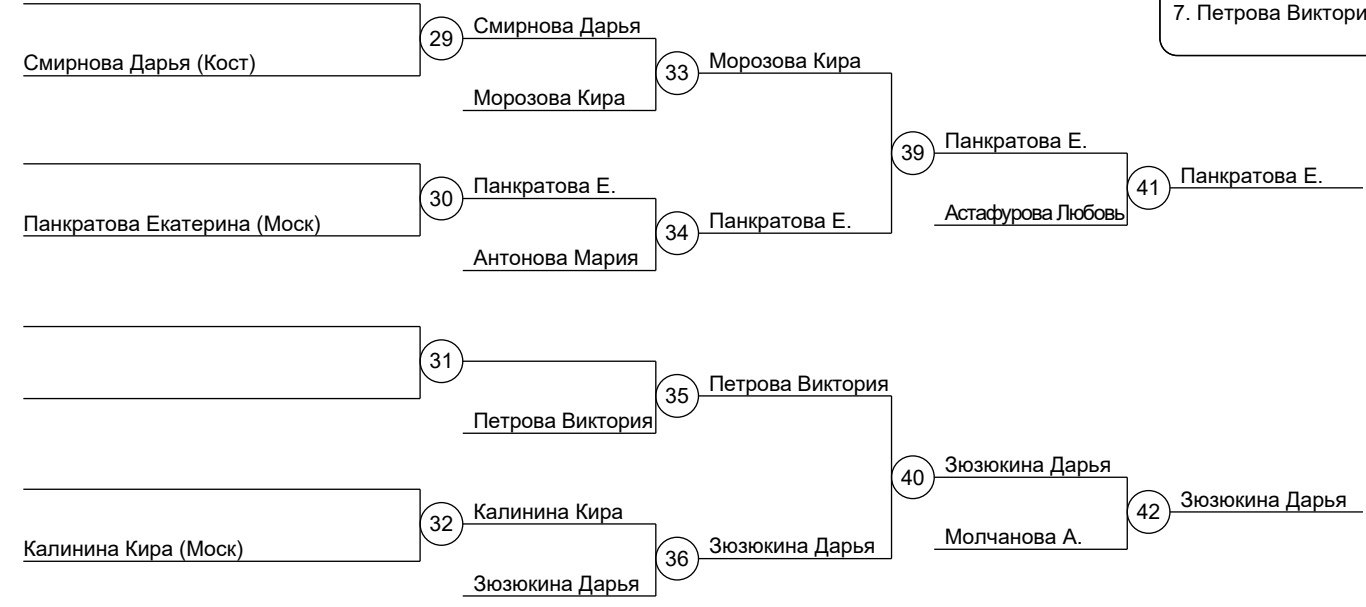 7. Петрова Виктори
Смирнова Дарья
29
Смирнова Дарья (Кост)
Морозова Кира
33
Морозова Кира
Панкратова Е.
39
Панкратова Е.
41
Панкратова Е.
30
Панкратова Екатерина (Моск)
Астафурова Любовь
Панкратова Е.
34
Антонова Мария
31
Петрова Виктория
35
Петрова Виктория
Зюзюкина Дарья
40
Зюзюкина Дарья
42
Калинина Кира
32
Молчанова А.
Калинина Кира (Моск)
Зюзюкина Дарья
36
Зюзюкина Дарья